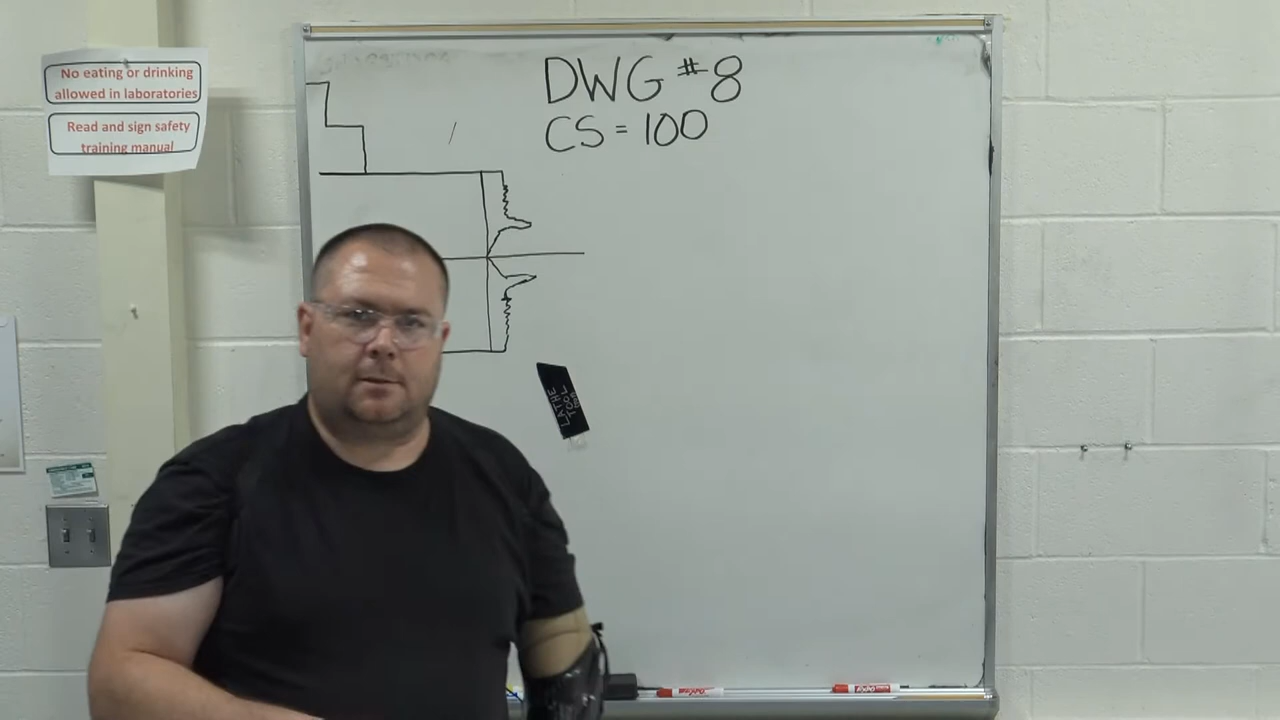 No eating or drinking
allowed in laboratories
Read and sign safety
training manual
DWG #8
CS = 100
LATHE
TOOL
EXPO